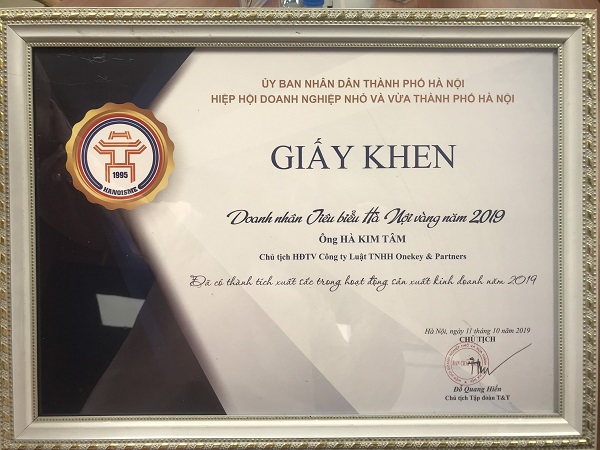 ỦY BAN NHÂN DÂN THÀNH PHỐ HÀ NỘI
HIỆP HỘI DOANH NGHIỆP NHỎ VÀ VỪA THÀNH PHỐ HÀ NỘI
1995
HANOISME
GIẤY KHEN
Doanh nhân Tiêu biểu Hà Nội vàng năm 2019
Ông HÀ KIM TÂM
Chủ tịch HĐTV Công ty Luật TNHH Onekey & Partners
"Đã có thành tích xuất sắc trong hoạt động sản xuất kinh doanh năm 2019
Hà Nội, ngày 11 tháng 10 năm 2019
CHỦ TỊCH
Đỗ Quang Hiển
Chủ tịch Tập đoàn T&T